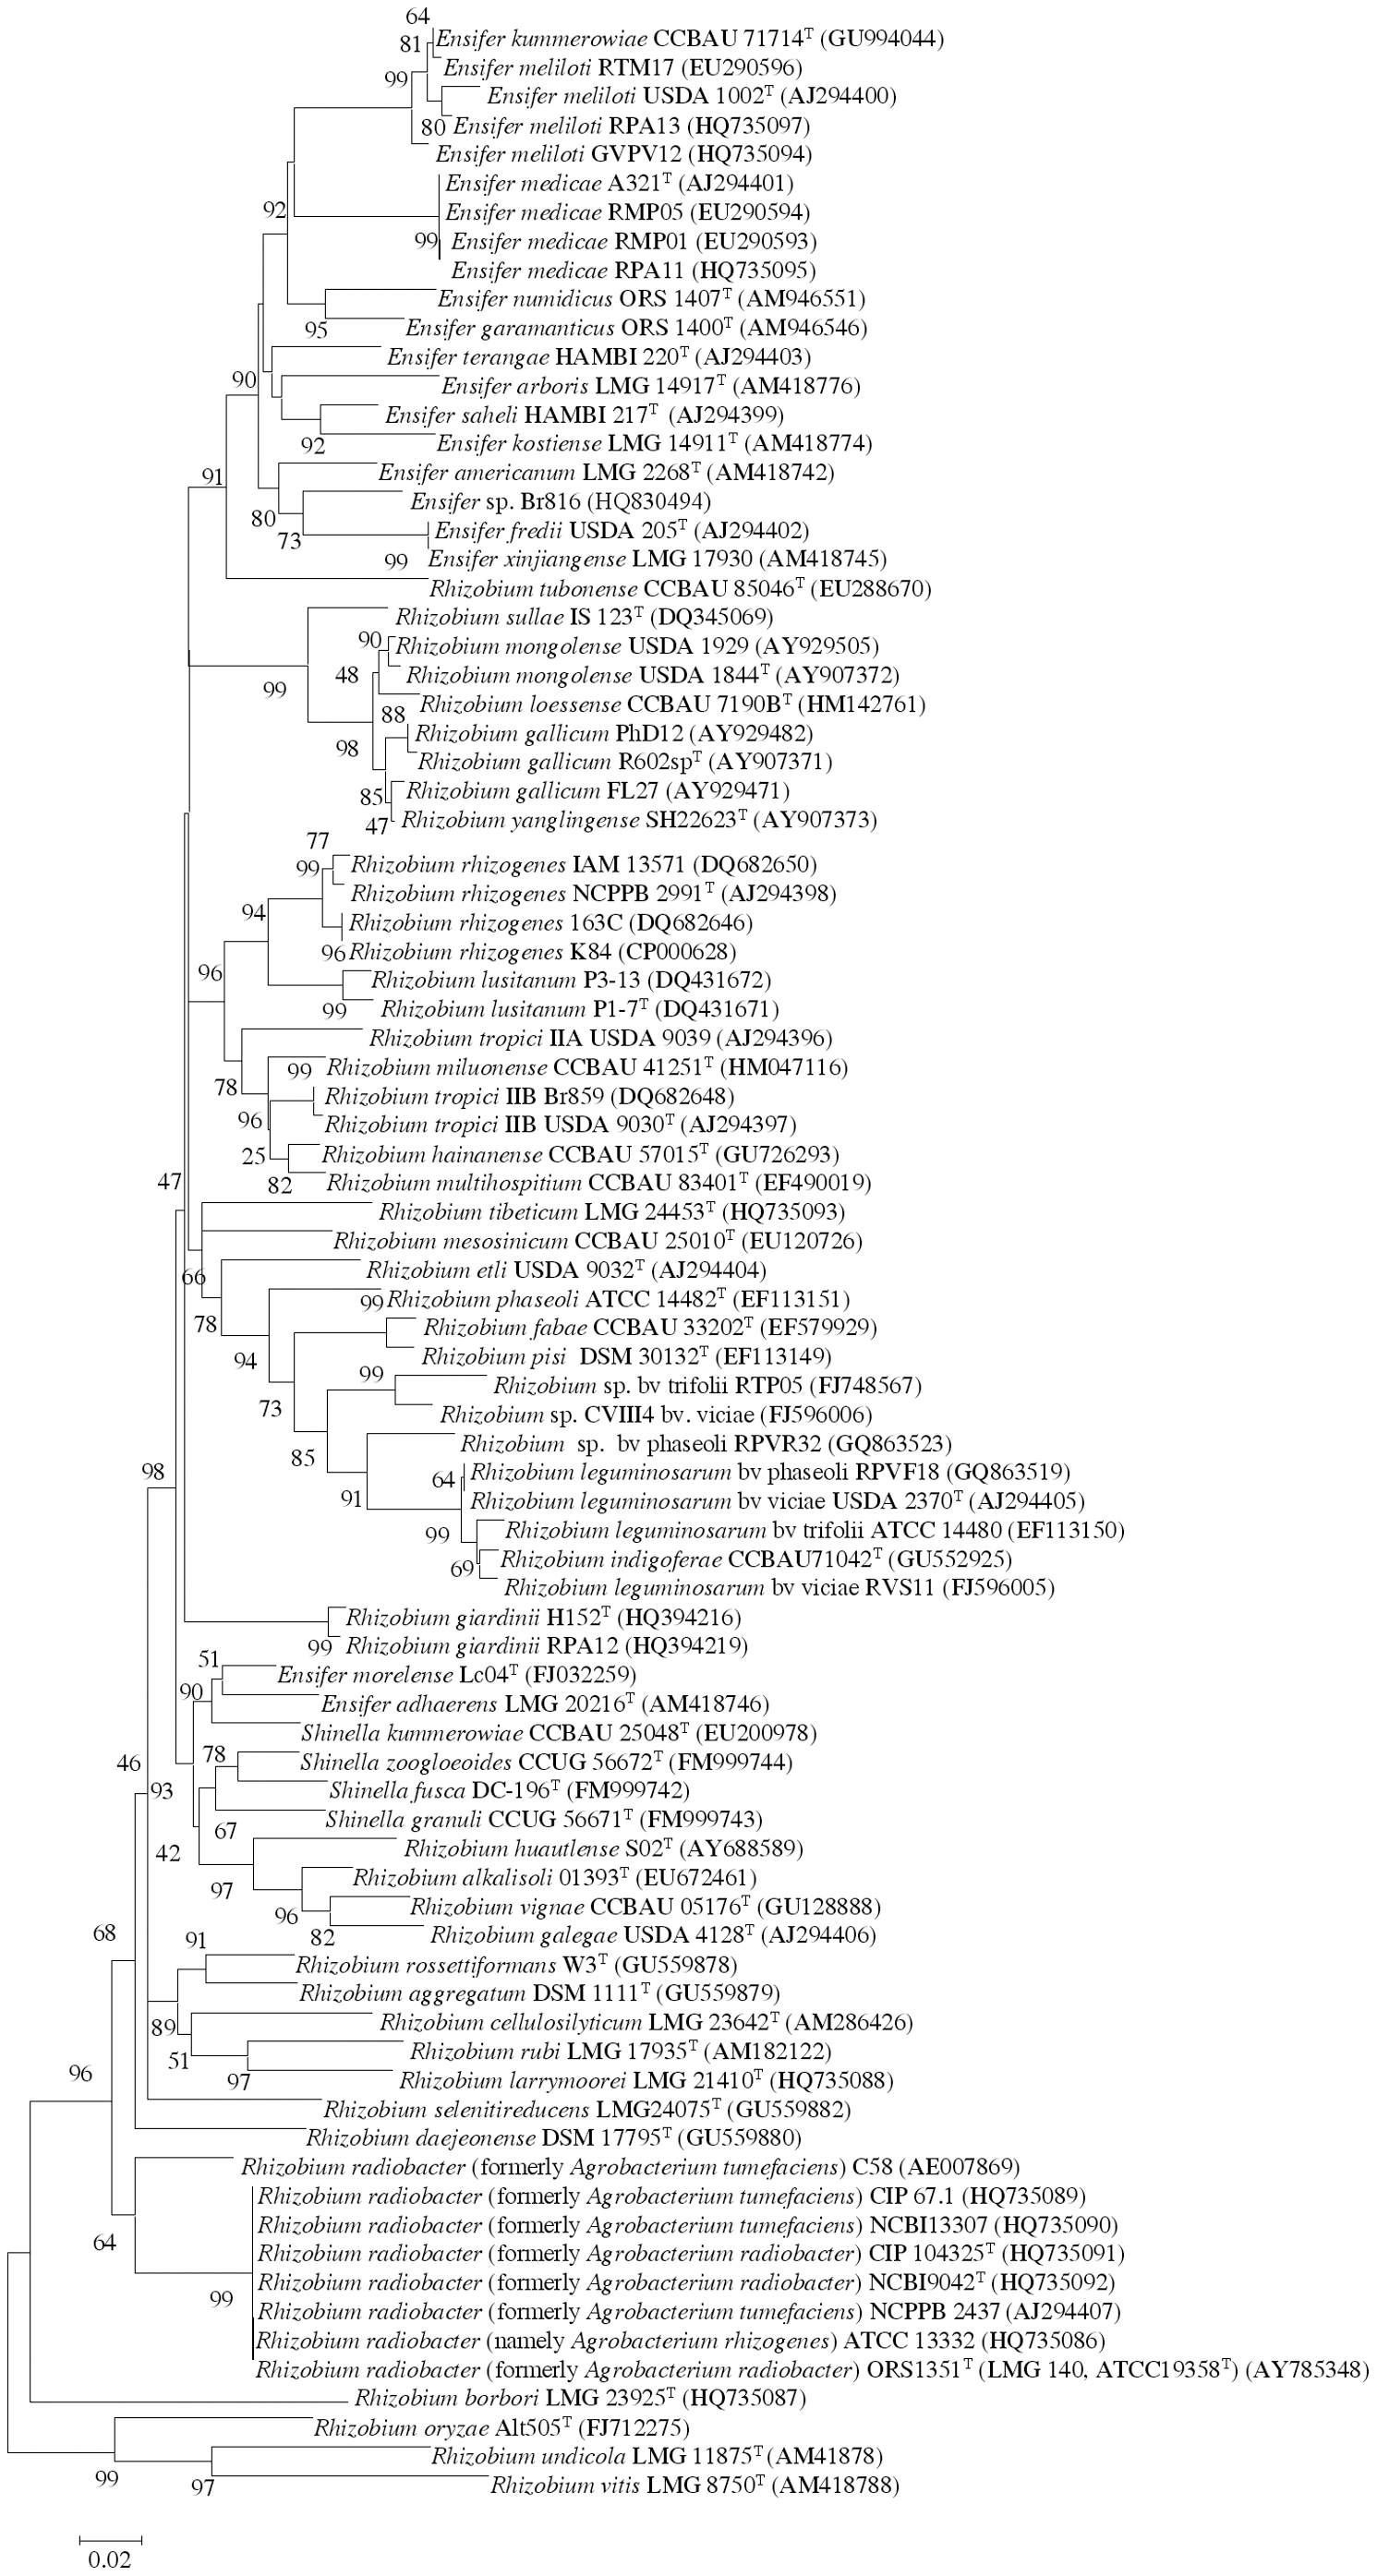 64
Ensifer kummerowiae CCBAU 71714T (GU994044)
81
Ensifer meliloti RTM17 (EU290596)
99
Ensifer meliloti USDA 1002T (AJ294400)
80 Ensifer meliloti RPA13 (HQ735097)
Ensifer meliloti GVPV12 (HQ735094)
Ensifer medicae A321T (AJ294401)
92
Ensifer medicae RMP05 (EU290594)
99 Ensifer medicae RMP01 (EU290593)
Ensifer medicae RPA11 (HQ735095)
Ensifer numidicus ORS 1407T (AM946551)
95
Ensifer garamanticus ORS 1400T (AM946546)
Ensifer terangae HAMBI 220T (AJ294403)
90
Ensifer arboris LMG 14917T (AM418776)
Ensifer saheli HAMBI 217T (AJ294399)
92
Ensifer kostiense LMG 14911T (AM418774)
91
Ensifer americanum LMG 2268T (AM418742)
Ensifer sp. Br816 (HQ830494)
80
73
Ensifer fredii USDA 205T (AJ294402)
99
Ensifer xinjiangense LMG 17930 (AM418745)
Rhizobium tubonense CCBAU 85046T (EU288670)
Rhizobium sullae IS 123T (DQ345069)
90 Rhizobium mongolense USDA 1929 (AY929505)
48
Rhizobium mongolense USDA 1844T (AY907372)
99
Rhizobium loessense CCBAU 7190BT (HM142761)
88
Rhizobium gallicum PhD12 (AY929482)
98
Rhizobium gallicum R602spT (AY907371)
85
Rhizobium gallicum FL27 (AY929471)
47
Rhizobium yanglingense SH22623T (AY907373)
77
99
Rhizobium rhizogenes IAM 13571 (DQ682650)
Rhizobium rhizogenes NCPPB 2991T (AJ294398)
94
Rhizobium rhizogenes 163C (DQ682646)
96 Rhizobium rhizogenes K84 (CP000628)
96
Rhizobium lusitanum P3-13 (DQ431672)
99
Rhizobium lusitanum P1-7T (DQ431671)
Rhizobium tropici IIA USDA 9039 (AJ294396)
99 Rhizobium miluonense CCBAU 41251T (HM047116)
78
Rhizobium tropici IIB Br859 (DQ682648)
96
Rhizobium tropici IIB USDA 9030T (AJ294397)
25
Rhizobium hainanense CCBAU 57015T (GU726293)
47
82
Rhizobium multihospitium CCBAU 83401T (EF490019)
Rhizobium tibeticum LMG 24453T (HQ735093)
Rhizobium mesosinicum CCBAU 25010T (EU120726)
66
Rhizobium etli USDA 9032T (AJ294404)
99 Rhizobium phaseoli ATCC 14482T (EF113151)
78
Rhizobium fabae CCBAU 33202T (EF579929)
94
Rhizobium pisi DSM 30132T (EF113149)
99
Rhizobium sp. bv trifolii RTP05 (FJ748567)
73
Rhizobium sp. CVIII4 bv. viciae (FJ596006)
85
Rhizobium sp. bv phaseoli RPVR32 (GQ863523)
98
64 Rhizobium leguminosarum bv phaseoli RPVF18 (GQ863519)
91
Rhizobium leguminosarum bv viciae USDA 2370T (AJ294405)
99
Rhizobium leguminosarum bv trifolii ATCC 14480 (EF113150)
69
Rhizobium indigoferae CCBAU71042T (GU552925)
Rhizobium leguminosarum bv viciae RVS11 (FJ596005)
Rhizobium giardinii H152T (HQ394216)
99 Rhizobium giardinii RPA12 (HQ394219)
51
Ensifer morelense Lc04T (FJ032259)
90
Ensifer adhaerens LMG 20216T (AM418746)
Shinella kummerowiae CCBAU 25048T (EU200978)
46
78
Shinella zoogloeoides CCUG 56672T (FM999744)
93
Shinella fusca DC-196T (FM999742)
67
Shinella granuli CCUG 56671T (FM999743)
42
Rhizobium huautlense S02T (AY688589)
97
Rhizobium alkalisoli 01393T (EU672461)
96
Rhizobium vignae CCBAU 05176T (GU128888)
68
82
Rhizobium galegae USDA 4128T (AJ294406)
91
Rhizobium rossettiformans W3T (GU559878)
Rhizobium aggregatum DSM 1111T (GU559879)
89
Rhizobium cellulosilyticum LMG 23642T (AM286426)
51
Rhizobium rubi LMG 17935T (AM182122)
96
97
Rhizobium larrymoorei LMG 21410T (HQ735088)
Rhizobium selenitireducens LMG24075T (GU559882)
Rhizobium daejeonense DSM 17795T (GU559880)
Rhizobium radiobacter (formerly Agrobacterium tumefaciens) C58 (AE007869)
Rhizobium radiobacter (formerly Agrobacterium tumefaciens) CIP 67.1 (HQ735089)
Rhizobium radiobacter (formerly Agrobacterium tumefaciens) NCBI13307 (HQ735090)
64
Rhizobium radiobacter (formerly Agrobacterium radiobacter) CIP 104325T (HQ735091)
Rhizobium radiobacter (formerly Agrobacterium radiobacter) NCBI9042T (HQ735092)
99
Rhizobium radiobacter (formerly Agrobacterium tumefaciens) NCPPB 2437 (AJ294407)
Rhizobium radiobacter (namely Agrobacterium rhizogenes) ATCC 13332 (HQ735086)
Rhizobium radiobacter (formerly Agrobacterium radiobacter) ORS1351T (LMG 140, ATCC19358T) (AY785348)
Rhizobium borbori LMG 23925T (HQ735087)
Rhizobium oryzae Alt505T (FJ712275)
Rhizobium undicola LMG 11875T (AM41878)
99
97
Rhizobium vitis LMG 8750T (AM418788)
0.02